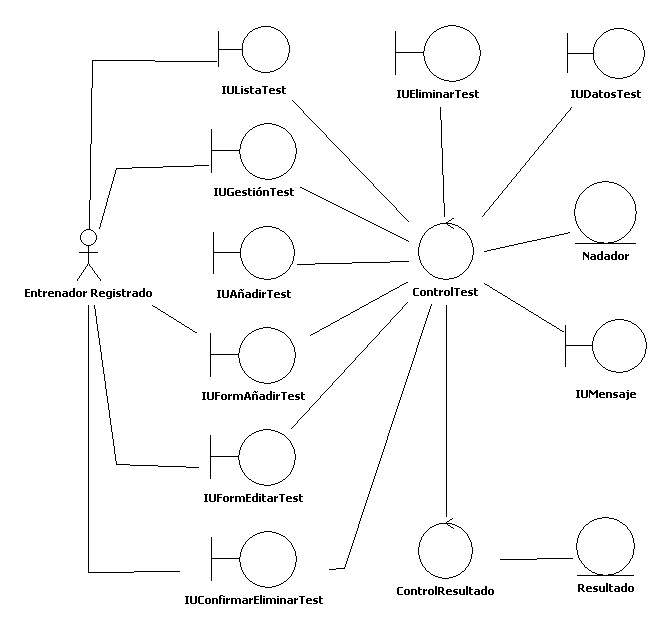 IUListaTest
IUEliminarTest
IUDatosTest
IUGestiónTest
Nadador
Entrenador Registrado
IUAñadirTest
ControlTest
IUFormAñadirTest
IUMensaje
IUFormEditarTest
IUConfirmarEliminarTest
ControlResultado
Resultado